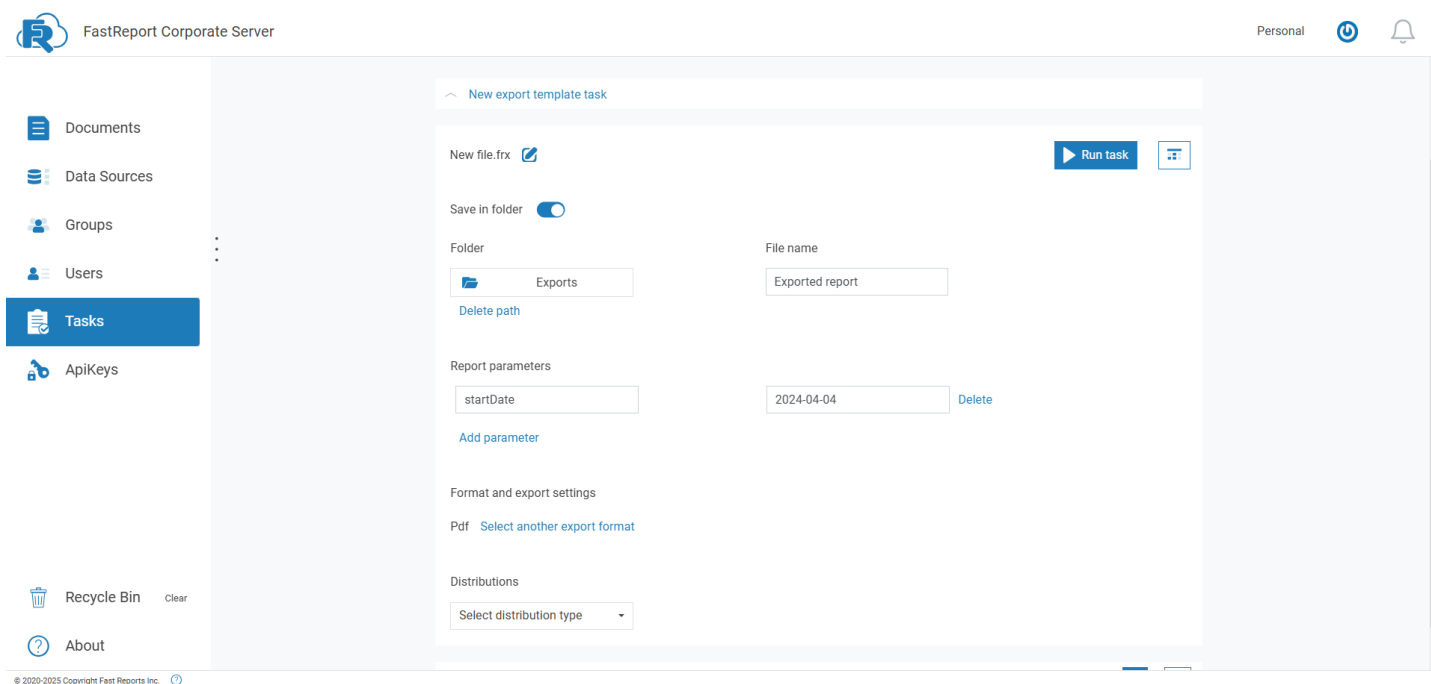 FastReport Corporate Server
Personal
Documents
Data Sources
Groups
Users
Tasks
ApiKeys
Recycle Bin Clear
About
New export template task
New file.frx
Run task
Save in folder
Folder File name
Exports Exported report
Delete path
Report parameters
startDate 2024-04-04 Delete
Add parameter
Format and export settings
Pdf Select another export format
Distributions
Select distribution type
© 2020-2025 Copyright Fast Reports Inc. ?